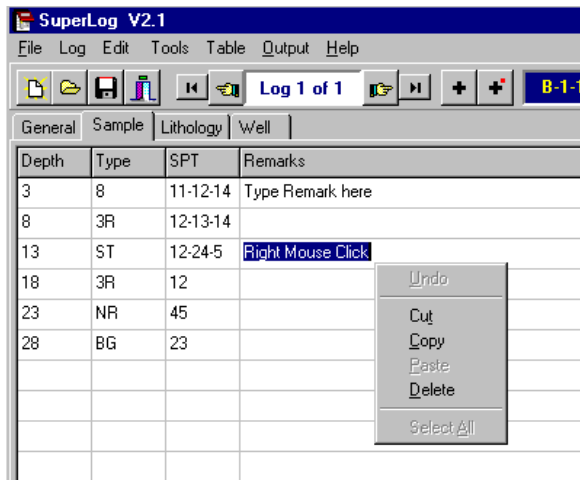 SuperLog V2.1
File Log Edit Tools Table Output Help
Log 1 of 1 B-1-1
General Sample Lithology Well
Depth Type SPT Remarks
3 8 11-12-14 Type Remark here
8 3R 12-13-14
13 ST 12-24-5 Right Mouse Click
18 3R 12
23 NR 45
28 BG 23
Undo
Cut
Copy
Paste
Delete
Select All